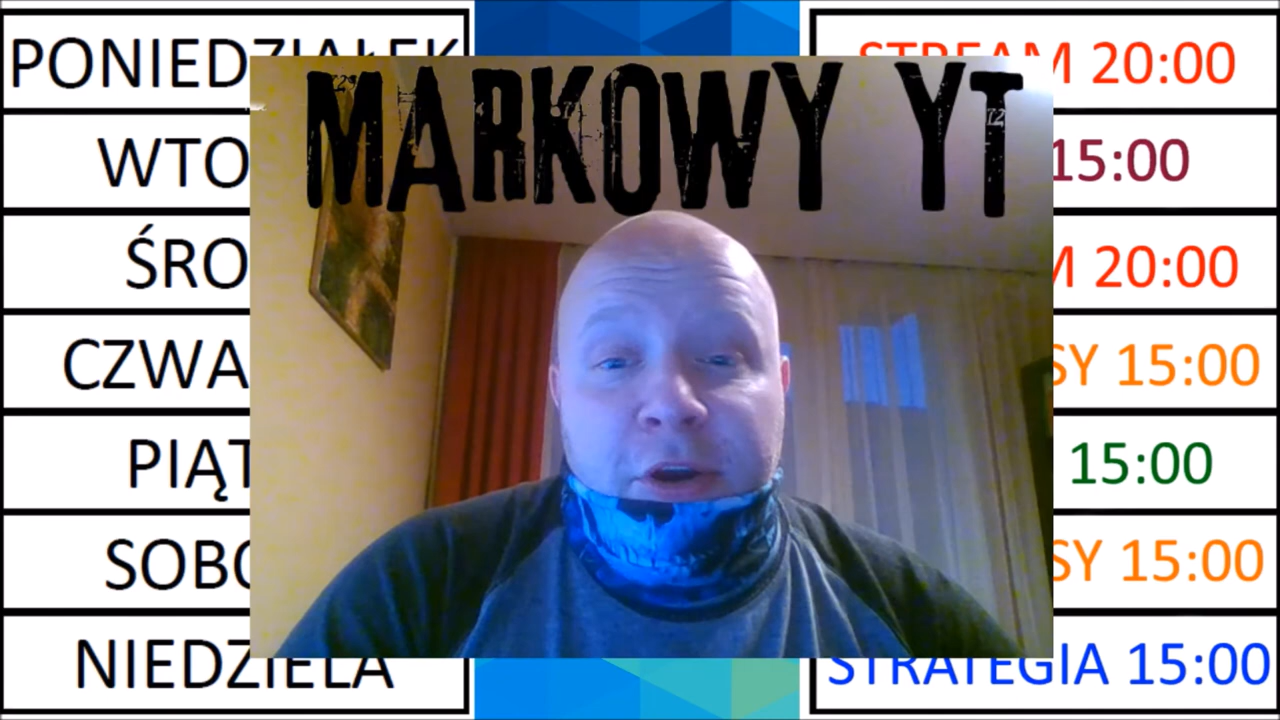 PONIEDZIAŁEK STREAM 20:00
MARKOWY YT
WTO 15:00
ŚRO M 20:00
CZWA SY 15:00
PIĄT 15:00
SOBO SY 15:00
NIEDZIELA STRATEGIA 15:00